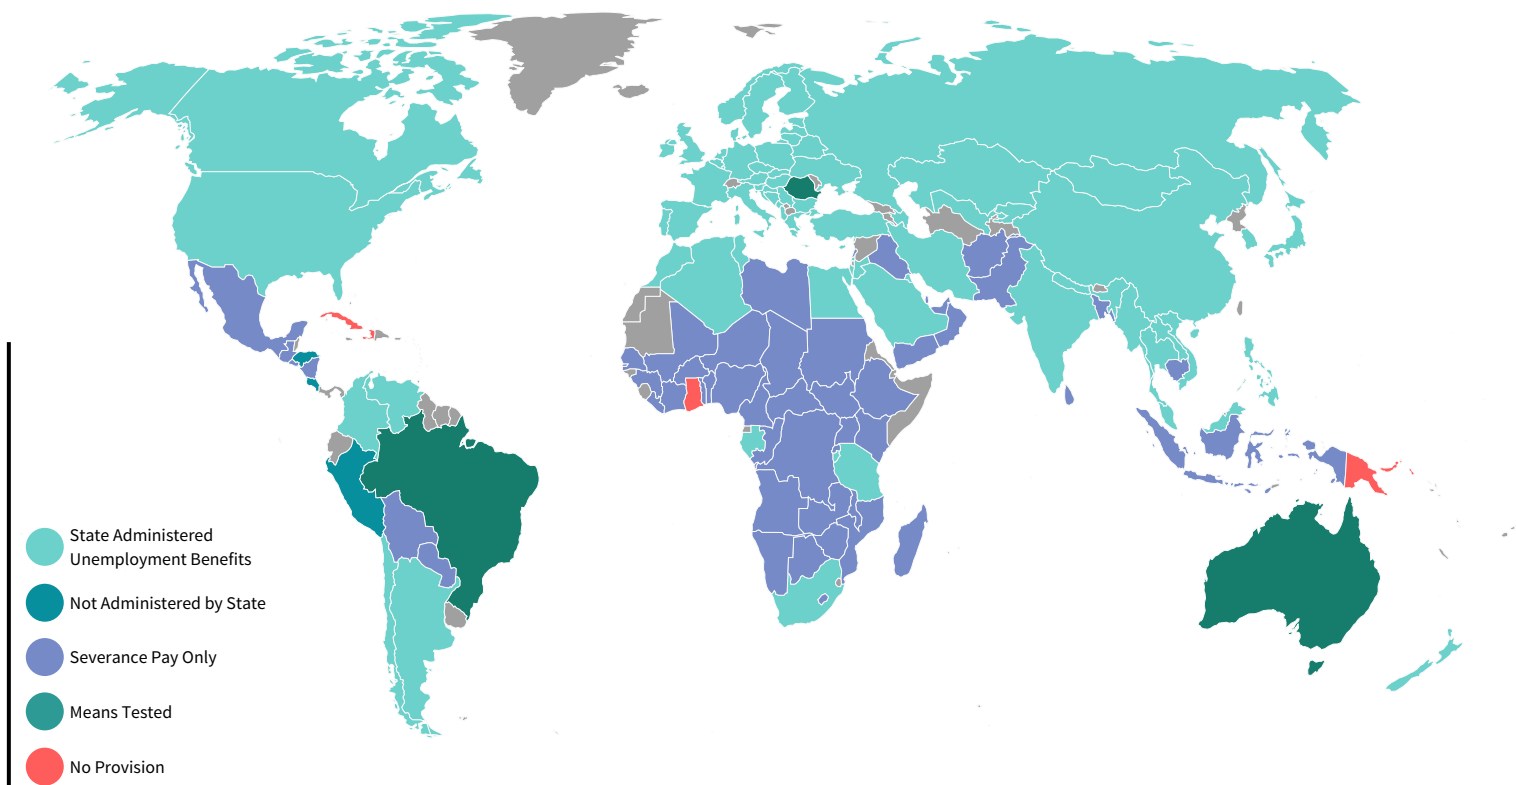 State Administered
Unemployment Benefits
Not Administered by State
Severance Pay Only
Means Tested
No Provision